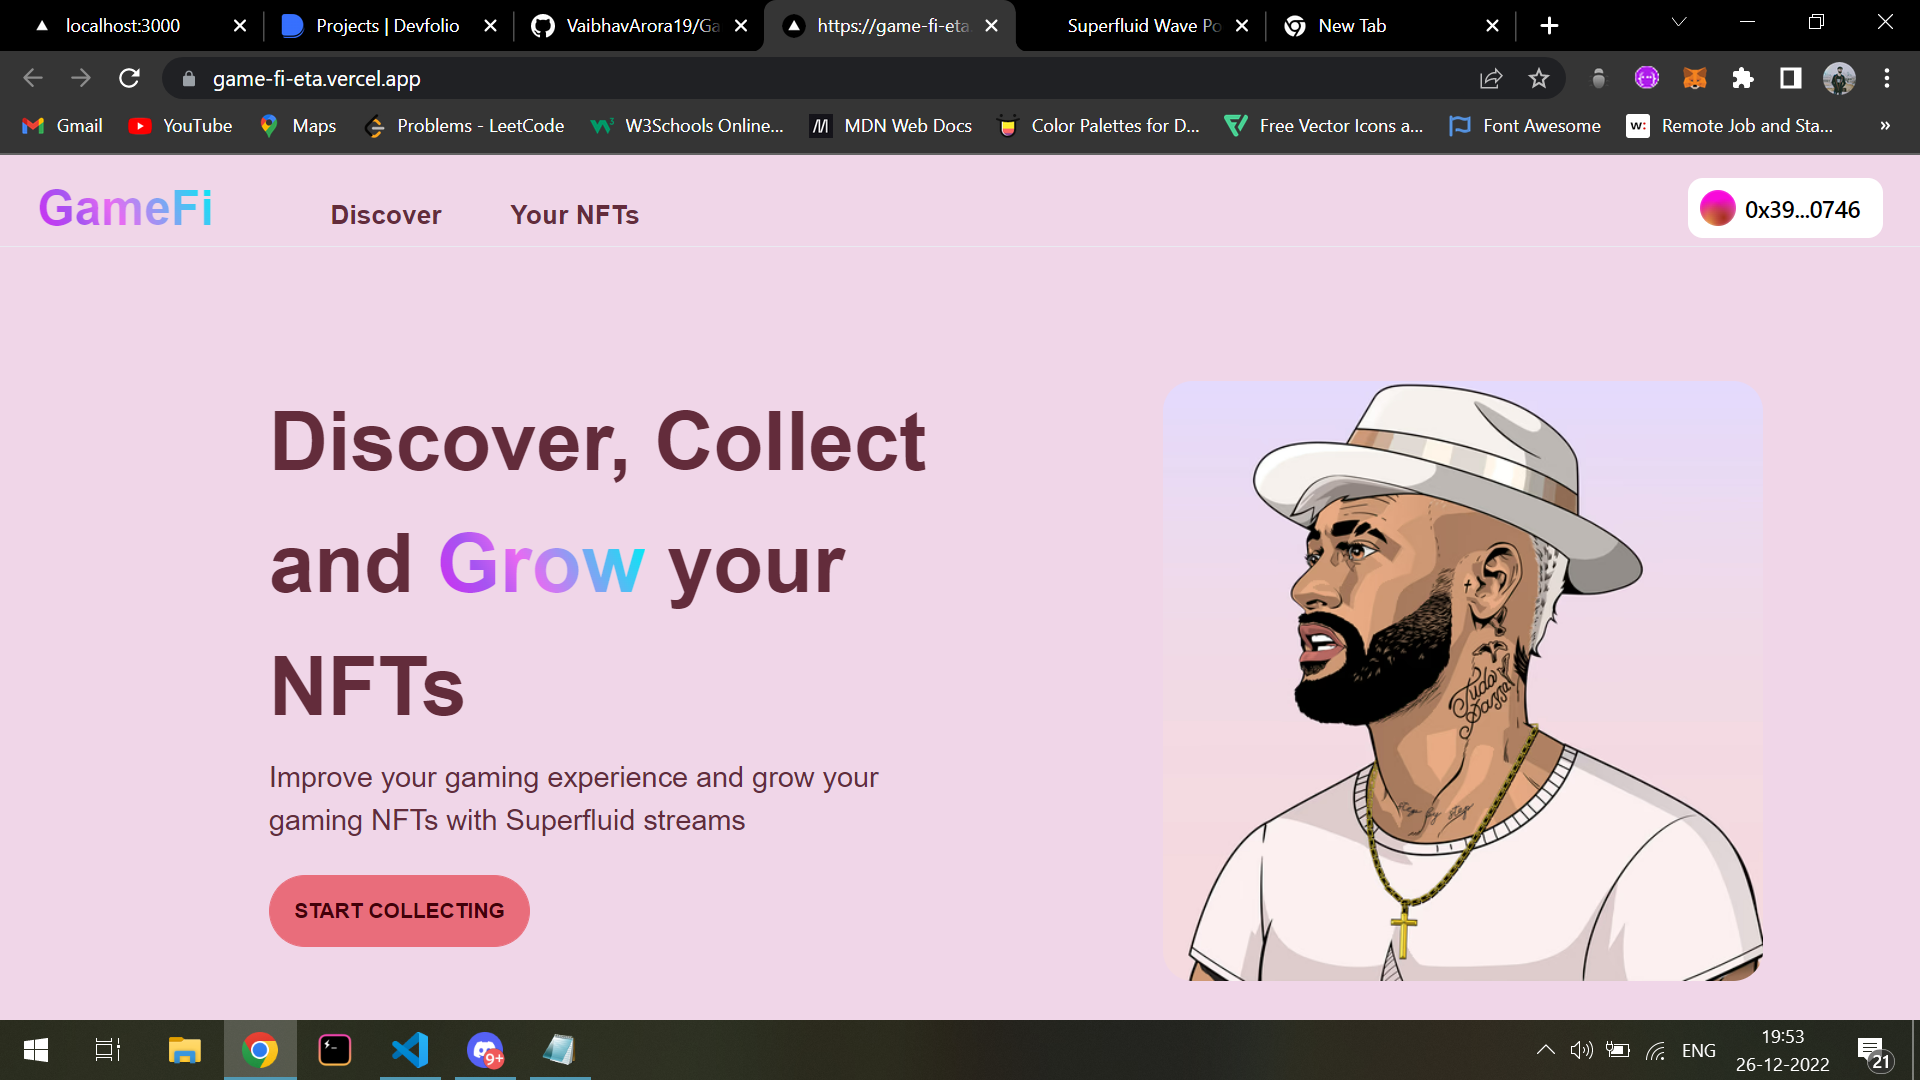 localhost:3000
Projects | Devfolio
VaibhavArora19/Ga
https://game-fi-eta.
Superfluid Wave Po
New Tab
game-fi-eta.vercel.app
Gmail
YouTube
Maps
Problems - LeetCode
W3Schools Online...
MDN Web Docs
Color Palettes for D...
Free Vector Icons a...
Font Awesome
w:
Remote Job and Sta...
»
GameFi
Discover
Your NFTs
0x39...0746
Discover, Collect
and Grow your
NFTs
Improve your gaming experience and grow your
gaming NFTs with Superfluid streams
START COLLECTING
step by step
9+
ENG
19:53
26-12-2022
21